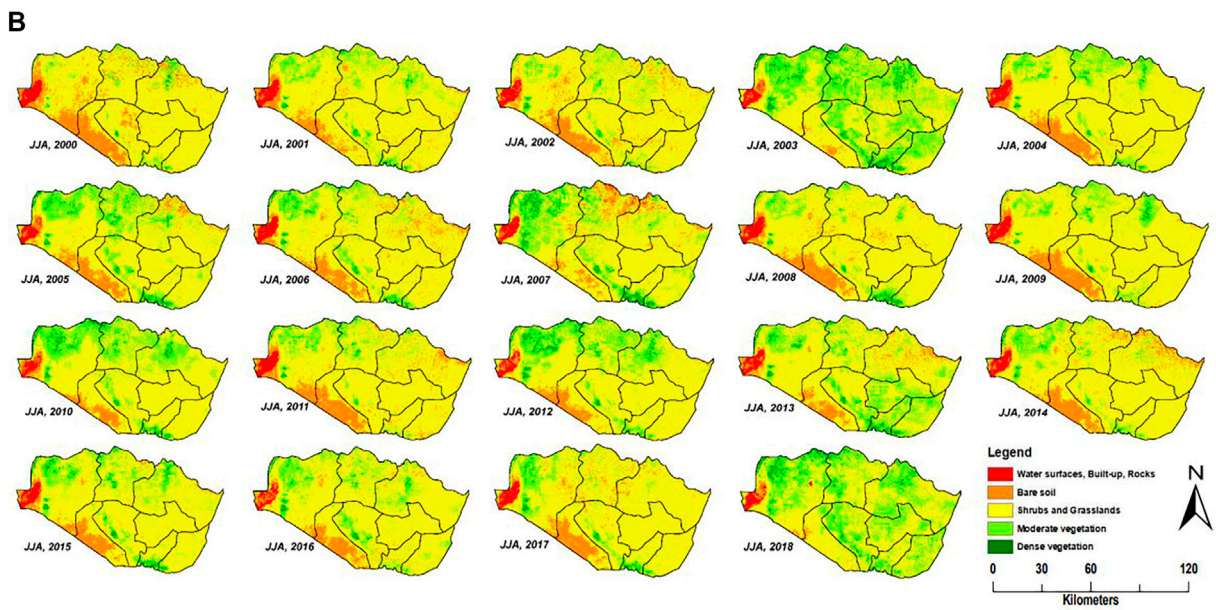 B
JJA, 2000
JJA, 2001
JJA, 2002
JJA, 2003
JJA, 2004
JJA, 2005
JJA, 2006
JJA, 2007
JJA, 2008
JJA, 2009
JJA, 2010
JJA, 2011
JJA, 2012
JJA, 2013
JJA, 2014
JJA, 2015
JJA, 2016
JJA, 2017
JJA, 2018
Legend
Water surfaces, Built-up, Rocks
Bare soil
Shrubs and Grasslands
Moderate vegetation
Dense vegetation
N
0 30 60 120
Kilometers